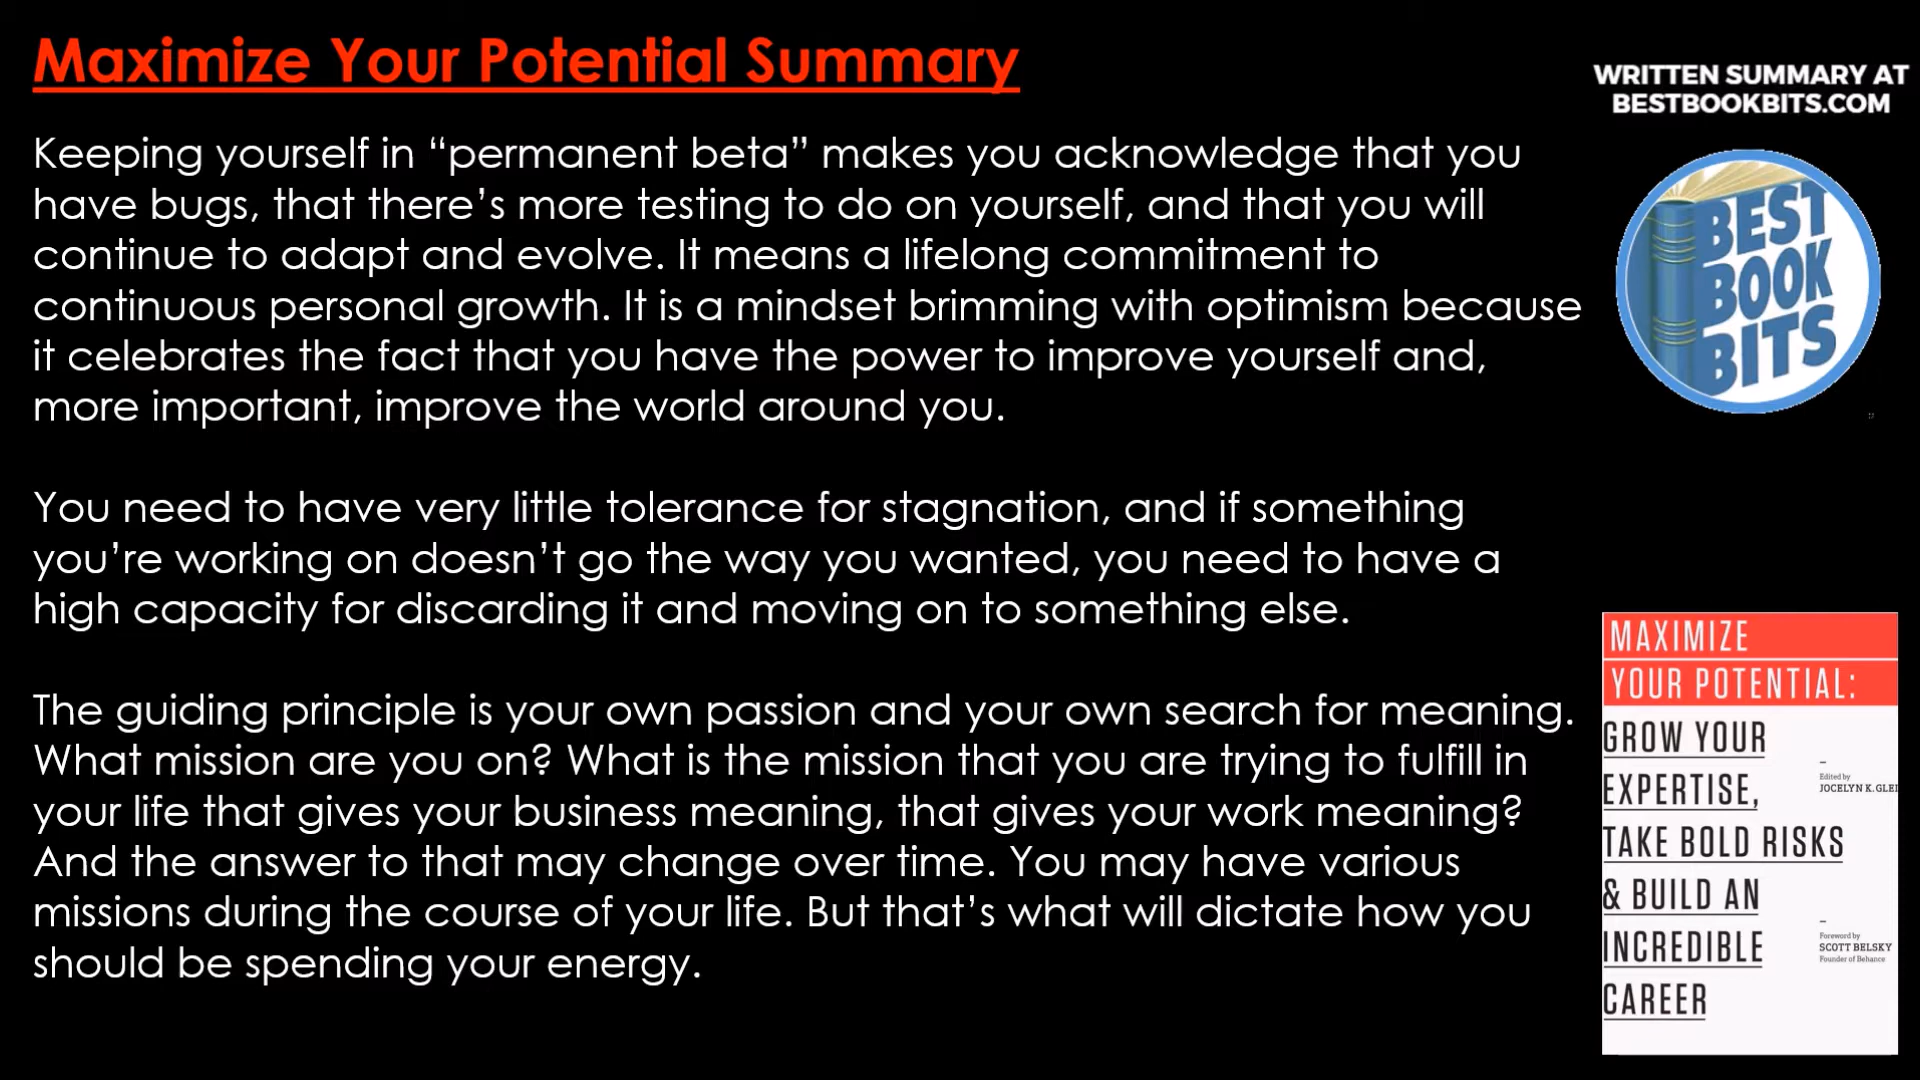 Maximize Your Potential Summary
WRITTEN SUMMARY AT
BESTBOOKBITS.COM
Keeping yourself in “permanent beta” makes you acknowledge that you
have bugs, that there’s more testing to do on yourself, and that you will
continue to adapt and evolve. It means a lifelong commitment to
continuous personal growth. It is a mindset brimming with optimism because
it celebrates the fact that you have the power to improve yourself and,
more important, improve the world around you.
You need to have very little tolerance for stagnation, and if something
you’re working on doesn’t go the way you wanted, you need to have a
high capacity for discarding it and moving on to something else.
The guiding principle is your own passion and your own search for meaning.
What mission are you on? What is the mission that you are trying to fulfill in
your life that gives your business meaning, that gives your work meaning?
And the answer to that may change over time. You may have various
missions during the course of your life. But that’s what will dictate how you
should be spending your energy.
BEST
BOOK
BITS
MAXIMIZE
YOUR POTENTIAL:
GROW YOUR
EXPERTISE,
TAKE BOLD RISKS
& BUILD AN
INCREDIBLE
CAREER
Edited by
JOCELYN K. GLEI
Foreword by
SCOTT BELSKY
Founder of Behance